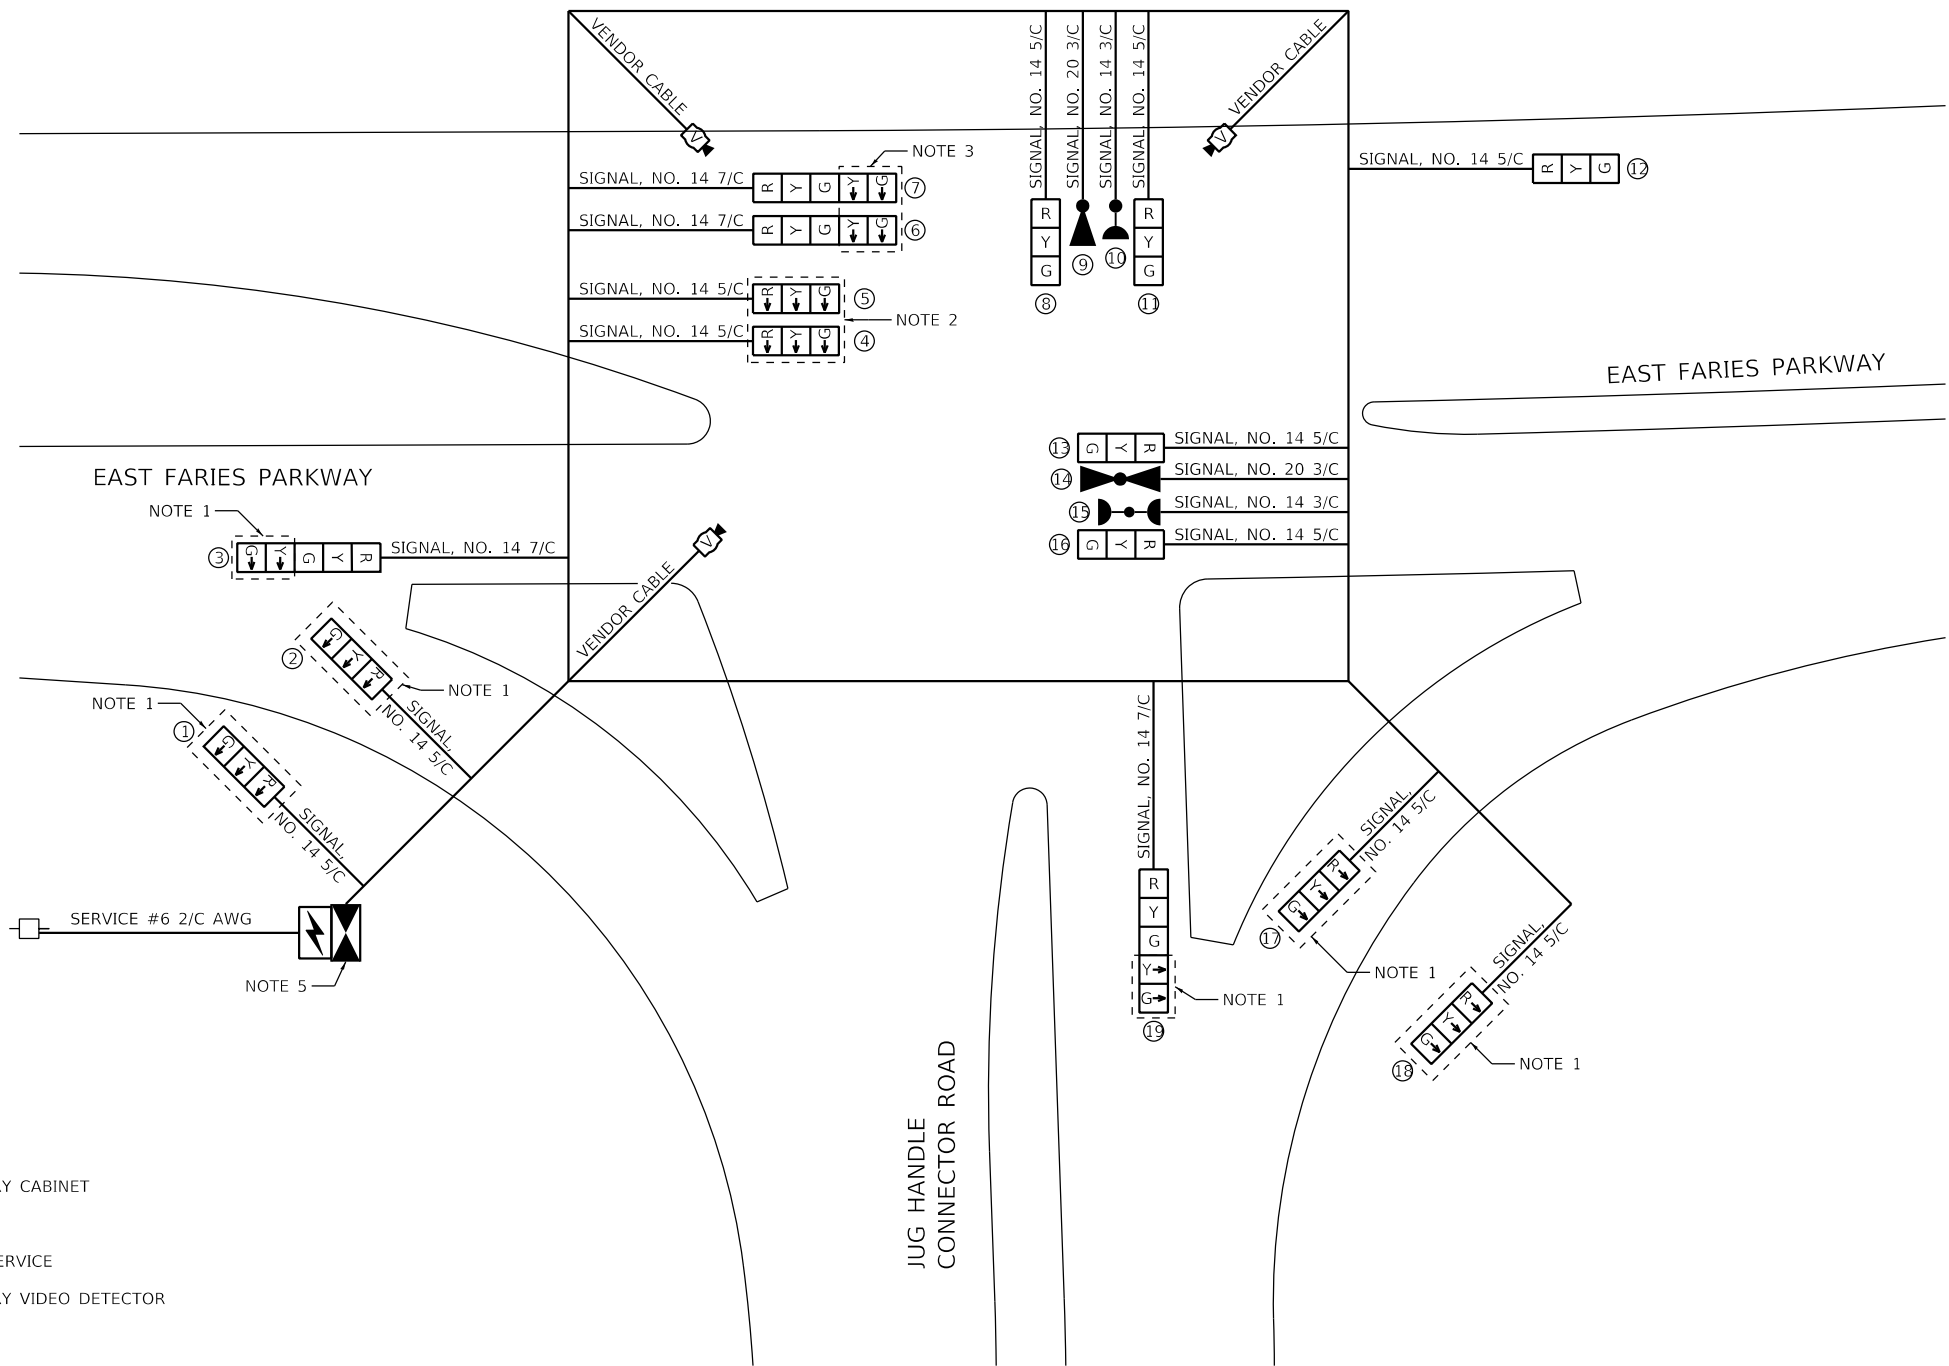 VENDOR CABLE
SIGNAL, NO. 14 5/C
SIGNAL, NO. 20 3/C
SIGNAL, NO. 14 3/C
SIGNAL, NO. 14 5/C
VENDOR CABLE
V
V
NOTE 3
SIGNAL, NO. 14 7/C
R Y G Y G
7
SIGNAL, NO. 14 7/C
R Y G Y G
6
SIGNAL, NO. 14 5/C
R Y G
12
R
Y
G
8
9
10
R
Y
G
11
SIGNAL, NO. 14 5/C
R Y G
5
NOTE 2
SIGNAL, NO. 14 5/C
R Y G
4
EAST FARIES PARKWAY
13
G Y R
SIGNAL, NO. 14 5/C
14
SIGNAL, NO. 20 3/C
15
SIGNAL, NO. 14 3/C
16
G Y R
SIGNAL, NO. 14 5/C
EAST FARIES PARKWAY
NOTE 1
3
G Y G Y R
SIGNAL, NO. 14 7/C
V
VENDOR CABLE
2
G Y R
NOTE 1
SIGNAL,
NO. 14 5/C
NOTE 1
1
G Y R
SIGNAL,
NO. 14 5/C
SERVICE #6 2/C AWG
NOTE 5
SIGNAL, NO. 14 7/C
R
Y
G
Y
G
19
NOTE 1
SIGNAL,
NO. 14 5/C
R
Y
G
17
NOTE 1
SIGNAL,
NO. 14 5/C
R
Y
G
18
NOTE 1
JUG HANDLE
CONNECTOR ROAD
Y CABINET
ERVICE
Y VIDEO DETECTOR